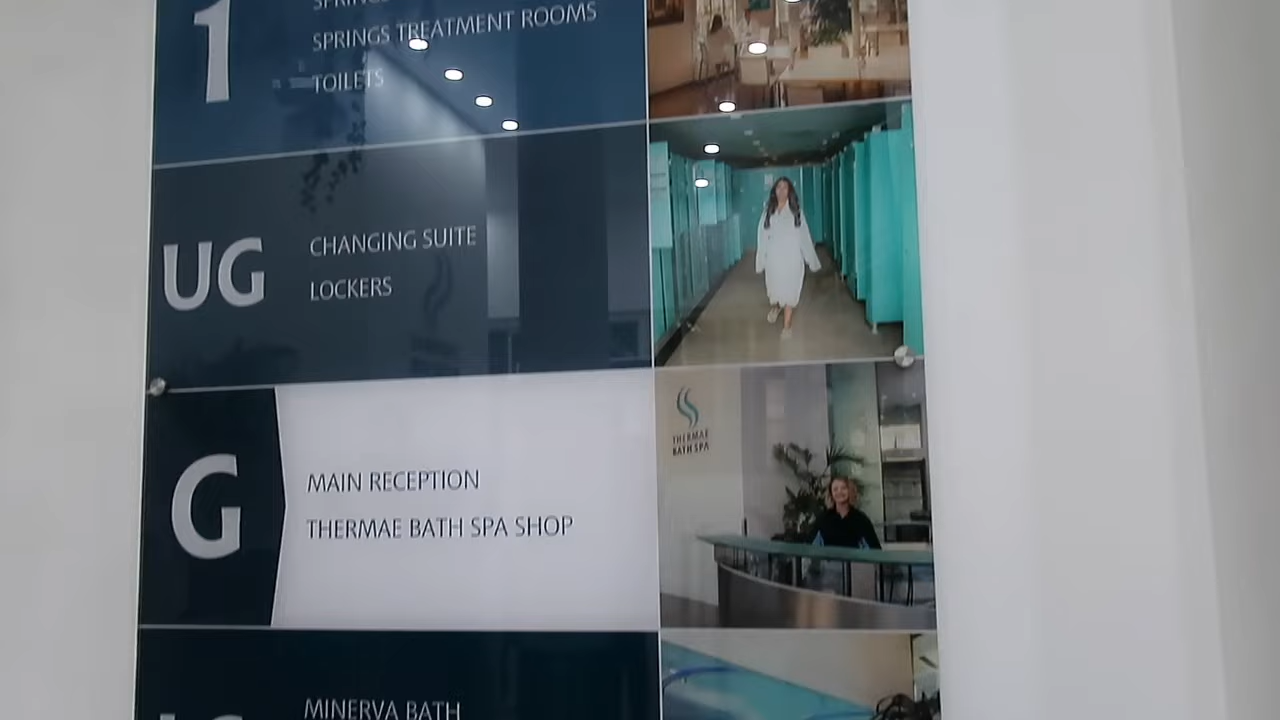 1
SPRINGS
SPRINGS TREATMENT ROOMS
TOILETS
UG
CHANGING SUITE
LOCKERS
G
MAIN RECEPTION
THERMAE BATH SPA SHOP
THERMAE
BATH SPA
MINERVA BATH